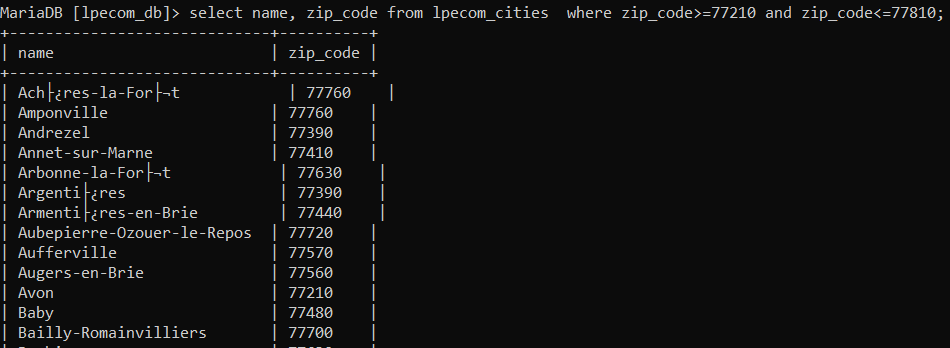 MariaDB [lpecom_db]> select name, zip_code from lpecom_cities  where zip_code>=77210 and zip_code<=77810;
+----------------------------+----------+
| name                       | zip_code |
+----------------------------+----------+
| Ach├¿res-la-For├¬t           | 77760    |
| Amponville                 | 77760    |
| Andrezel                   | 77390    |
| Annet-sur-Marne            | 77410    |
| Arbonne-la-For├¬t           | 77630    |
| Argenti├¿res                | 77390    |
| Armenti├¿res-en-Brie        | 77440    |
| Aubepierre-Ozouer-le-Repos | 77720    |
| Aufferville                | 77570    |
| Augers-en-Brie             | 77560    |
| Avon                       | 77210    |
| Baby                       | 77480    |
| Bailly-Romainvilliers      | 77700    |